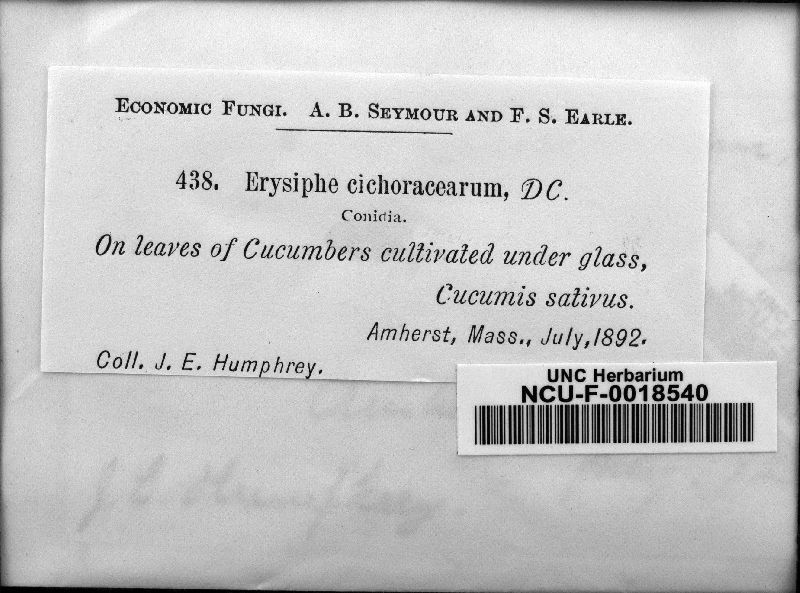 Economic Fungi. A. B. Seymour and F. S. Earle.
438. Erysiphe cichoracearum, DC.
Conidia.
On leaves of Cucumbers cultivated under glass,
Cucumis sativus.
Amherst, Mass., July, 1892.
Coll. J. E. Humphrey.
UNC Herbarium
NCU-F-0018540